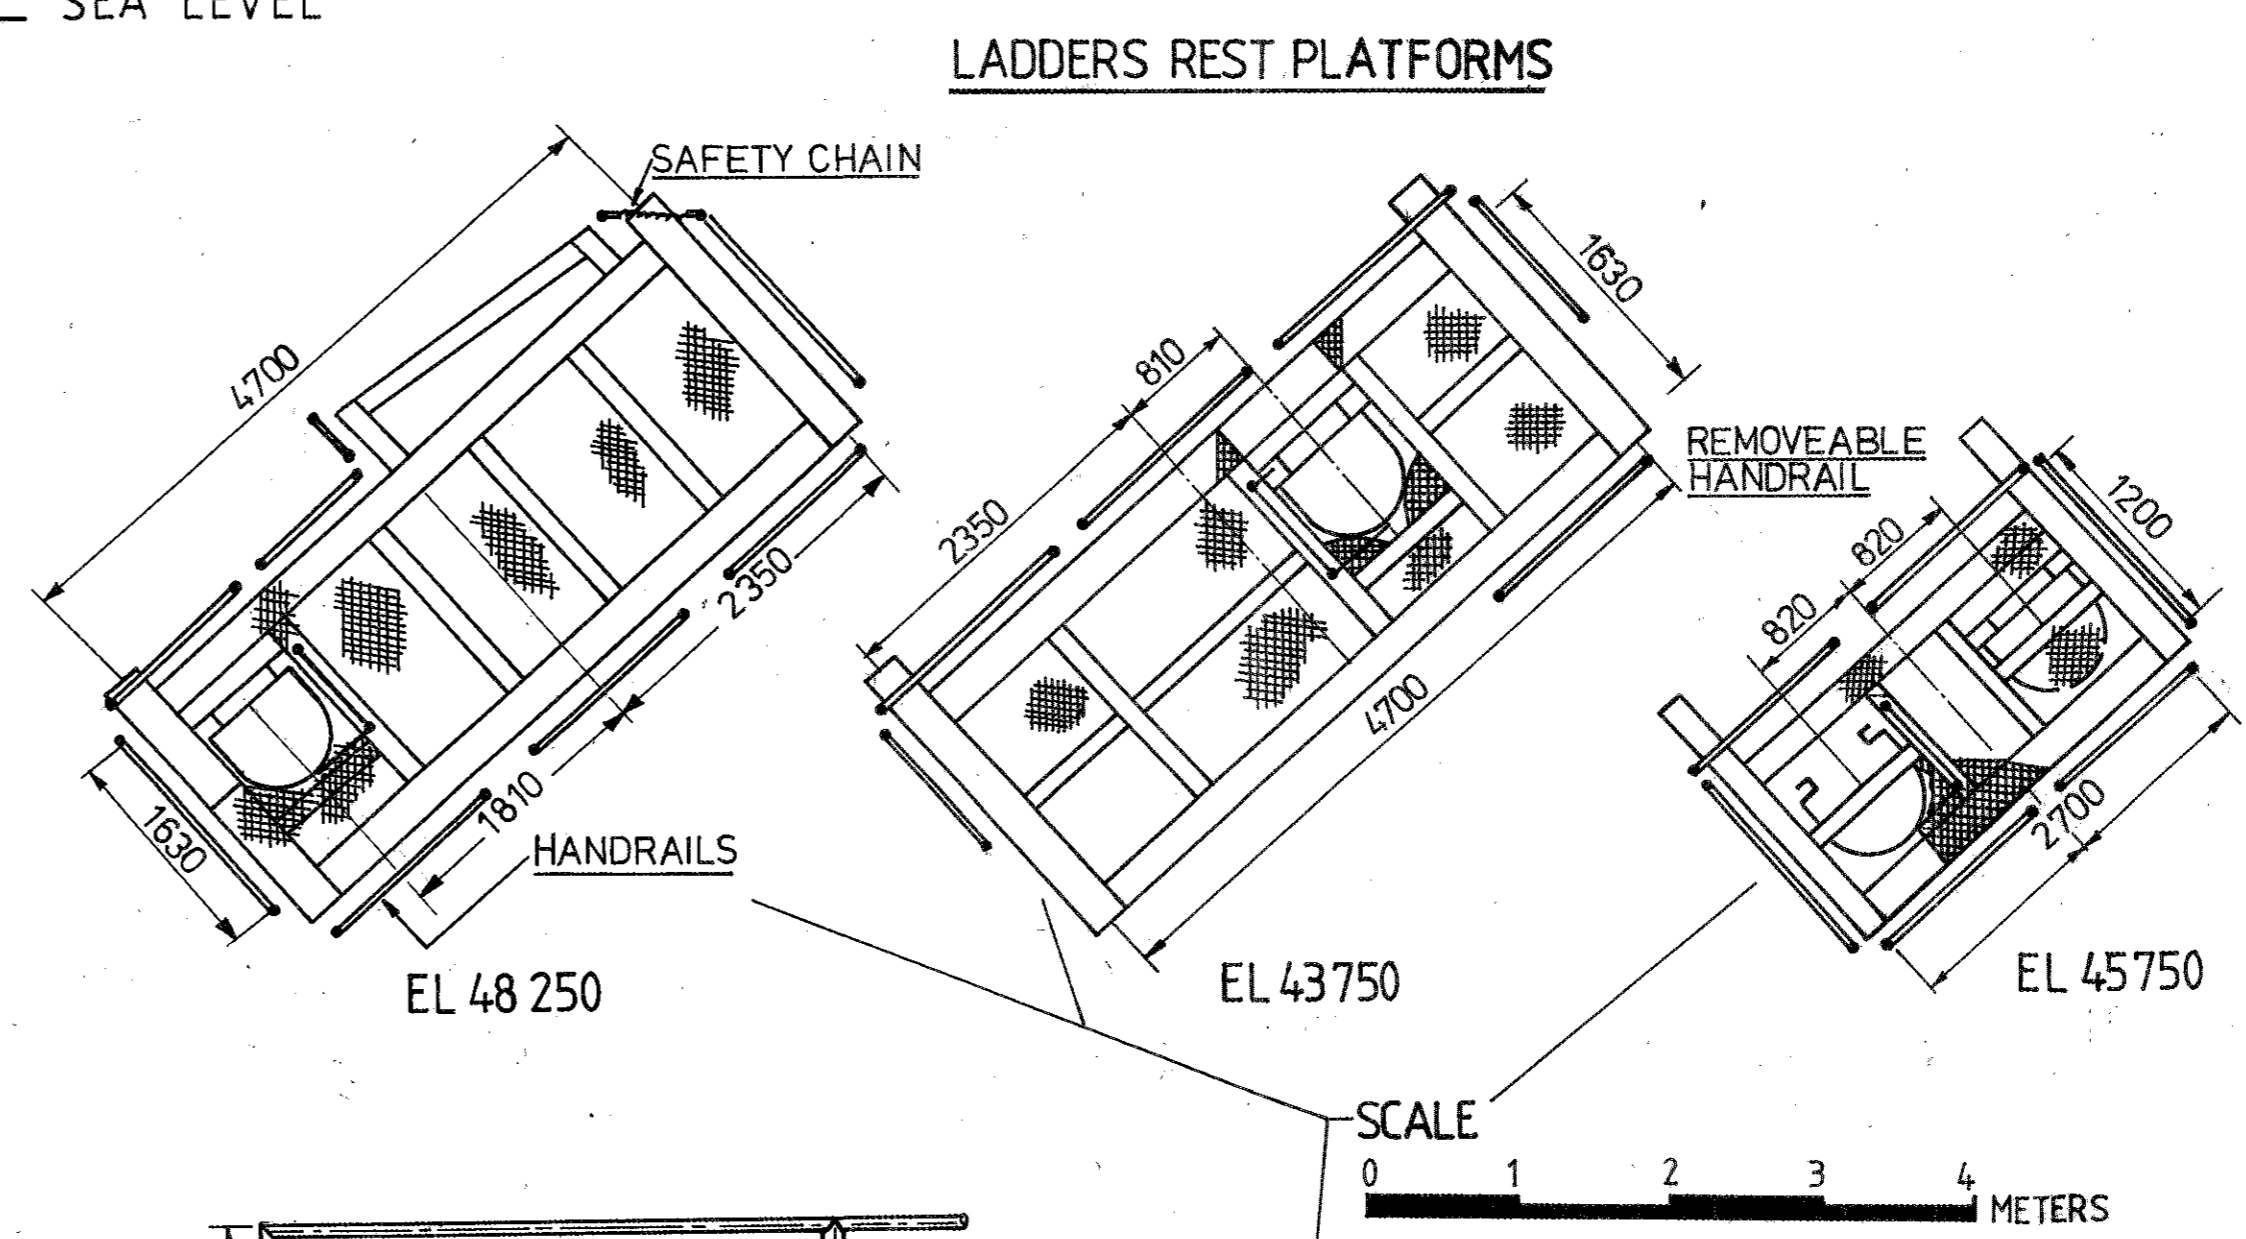 SEA LEVEL
LADDERS REST PLATFORMS
SAFETY CHAIN
4700
2350
1810
1630
HANDRAILS
EL 48 250
1630
810
2350
4700
REMOVEABLE
HANDRAIL
EL 43750
1200
820
820
2700
EL 45750
SCALE
0 1 2 3 4
METERS